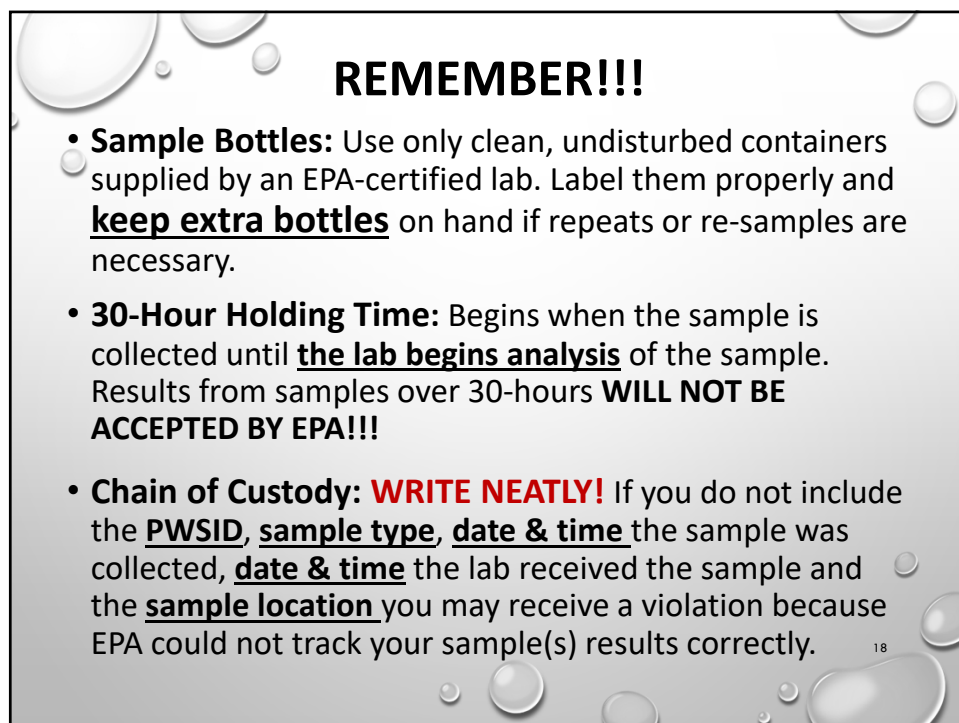 REMEMBER!!!
• Sample Bottles: Use only clean, undisturbed containers
supplied by an EPA-certified lab. Label them properly and
keep extra bottles on hand if repeats or re-samples are
necessary.
• 30-Hour Holding Time: Begins when the sample is
collected until the lab begins analysis of the sample.
Results from samples over 30-hours WILL NOT BE
ACCEPTED BY EPA!!!
• Chain of Custody: WRITE NEATLY! If you do not include
the PWSID, sample type, date & time the sample was
collected, date & time the lab received the sample and
the sample location you may receive a violation because
EPA could not track your sample(s) results correctly.
18